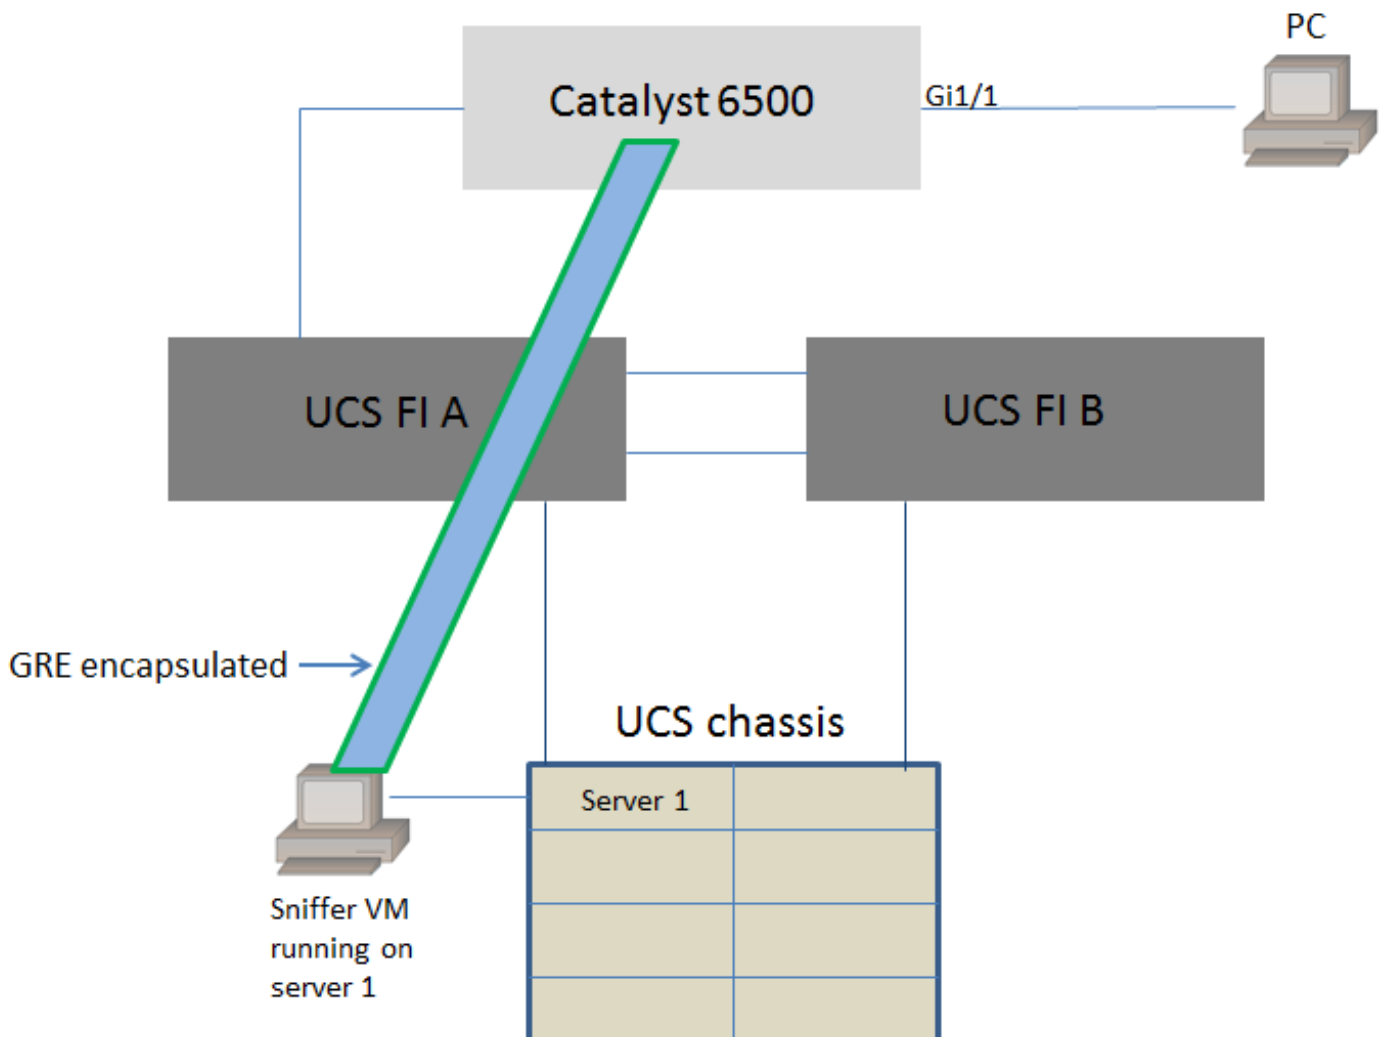 PC
Catalyst 6500
Gi1/1
UCS FI A
UCS FI B
GRE encapsulated
UCS chassis
Server 1
Sniffer VM
running on
server 1